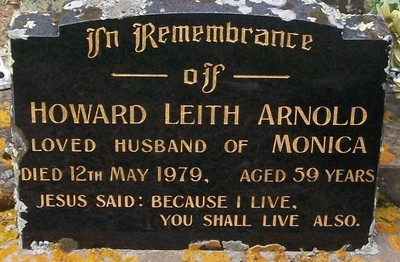 In Remembrance
of
HOWARD LEITH ARNOLD
LOVED HUSBAND OF MONICA
DIED 12TH MAY 1979, AGED 59 YEARS
JESUS SAID: BECAUSE I LIVE,
YOU SHALL LIVE ALSO.